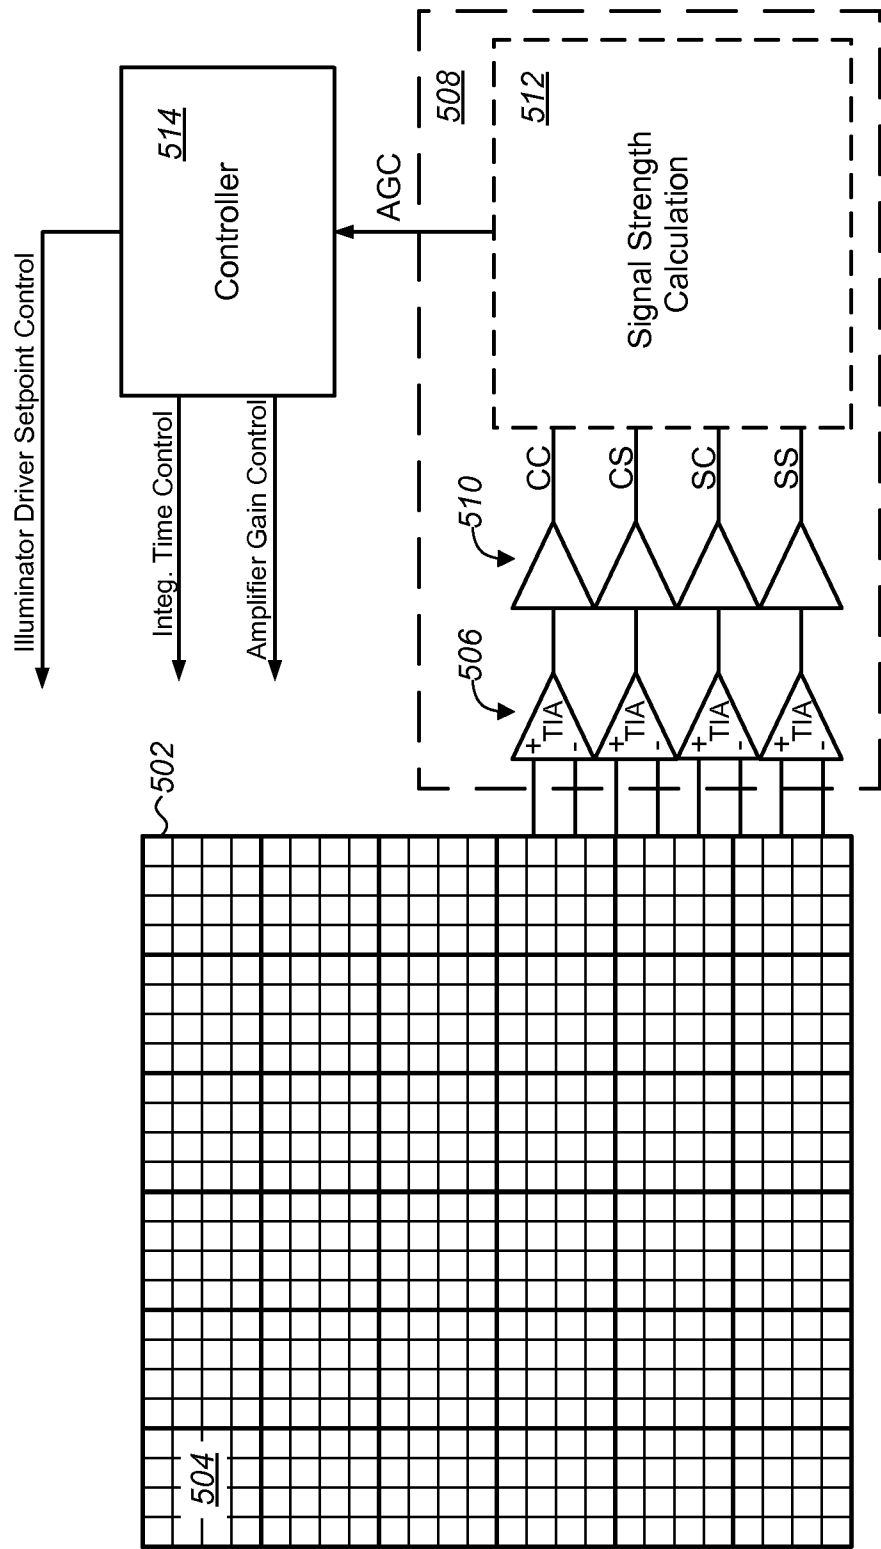 Illuminator Driver Setpoint Control
Integ. Time Control
Amplifier Gain Control
514
Controller
AGC
508
512
Signal Strength
Calculation
CC
CS
SC
SS
510
506
+
TIA
-
+
TIA
-
+
TIA
-
+
TIA
-
502
504